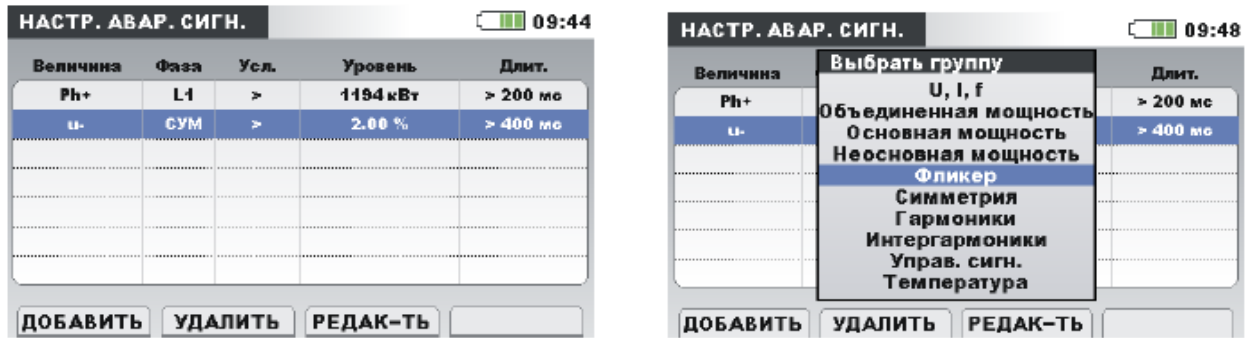 НАСТР. АВАР. СИГН. 09:44
Величина Фаза Усл. Уровень Длит.
Ph+ L1 > 1194 кВт > 200 мс
u- СУМ > 2.00 % > 400 мс
ДОБАВИТЬ УДАЛИТЬ РЕДАК-ТЬ
НАСТР. АВАР. СИГН. 09:48
Величина Длит.
Ph+ > 200 мс
u- > 400 мс
Выбрать группу
U, I, f
Объединенная мощность
Основная мощность
Неосновная мощность
Фликер
Симметрия
Гармоники
Интергармоники
Управ. сигн.
Температура
ДОБАВИТЬ УДАЛИТЬ РЕДАК-ТЬ